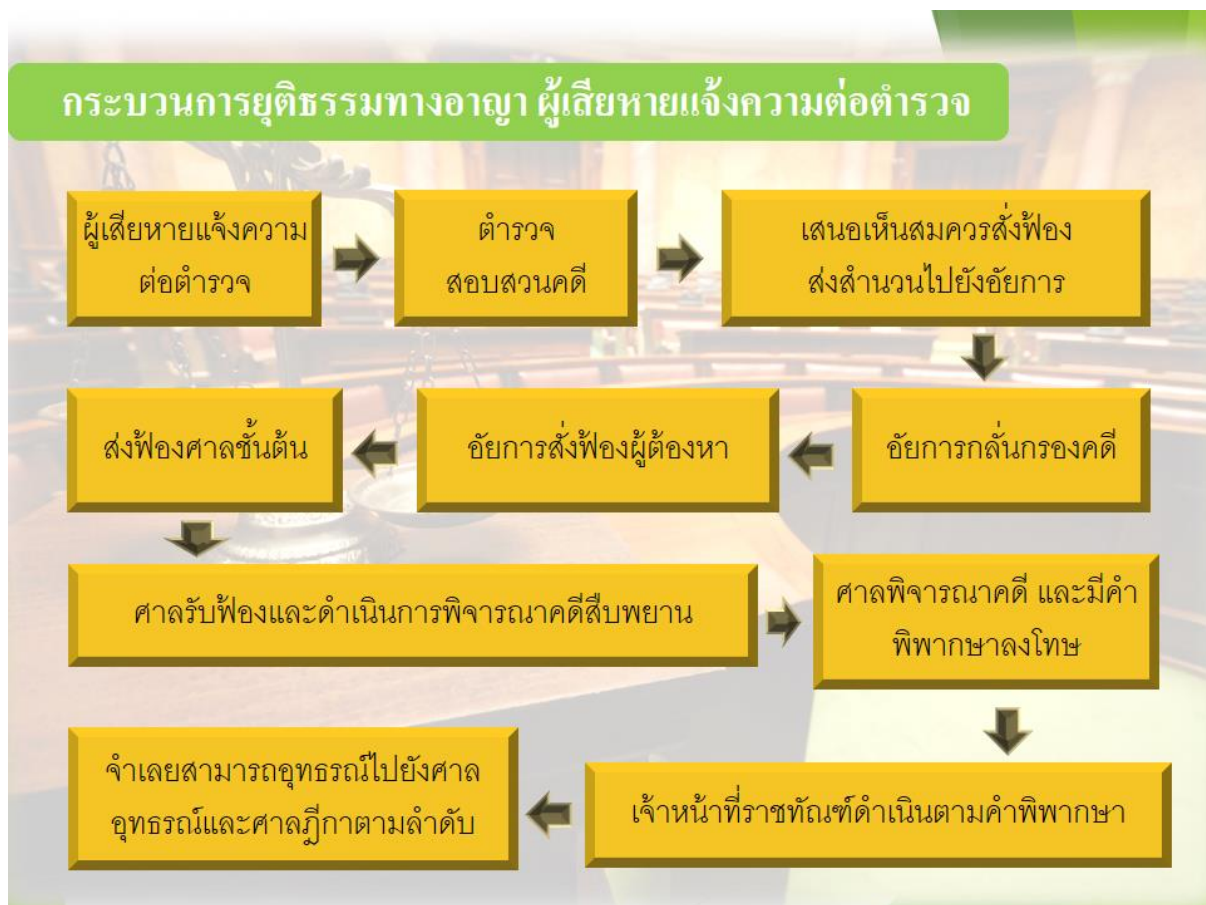 กระบวนการยุติธรรมทางอาญา ผู้เสียหายแจ้งความต่อตำรวจ
ผู้เสียหายแจ้งความ
ต่อตำรวจ
ตำรวจ
สอบสวนคดี
เสนอเห็นสมควรสั่งฟ้อง
ส่งสำนวนไปยังอัยการ
อัยการกลั่นกรองคดี
อัยการสั่งฟ้องผู้ต้องหา
ส่งฟ้องศาลชั้นต้น
ศาลรับฟ้องและดำเนินการพิจารณาคดีสืบพยาน
ศาลพิจารณาคดี และมีคำ
พิพากษาลงโทษ
เจ้าหน้าที่ราชทัณฑ์ดำเนินตามคำพิพากษา
จำเลยสามารถอุทธรณ์ไปยังศาล
อุทธรณ์และศาลฎีกาตามลำดับ